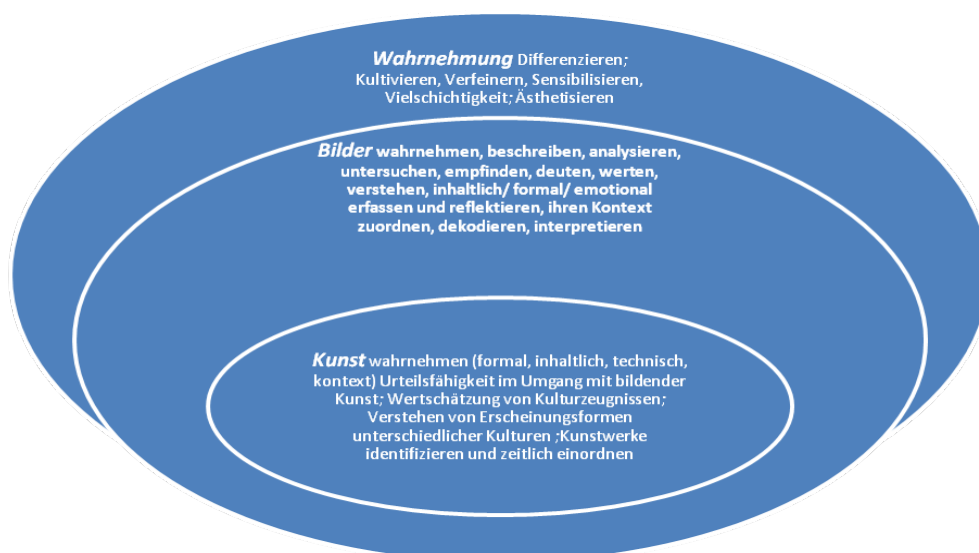 Wahrnehmung Differenzieren;
Kultivieren, Verfeinern, Sensibilisieren,
Vielschichtigkeit; Ästhetisieren
Bilder wahrnehmen, beschreiben, analysieren,
untersuchen, empfinden, deuten, werten,
verstehen, inhaltlich/ formal/ emotional
erfassen und reflektieren, ihren Kontext
zuordnen, dekodieren, interpretieren
Kunst wahrnehmen (formal, inhaltlich, technisch,
kontext) Urteilsfähigkeit im Umgang mit bildender
Kunst; Wertschätzung von Kulturzeugnissen;
Verstehen von Erscheinungsformen
unterschiedlicher Kulturen ;Kunstwerke
identifizieren und zeitlich einordnen